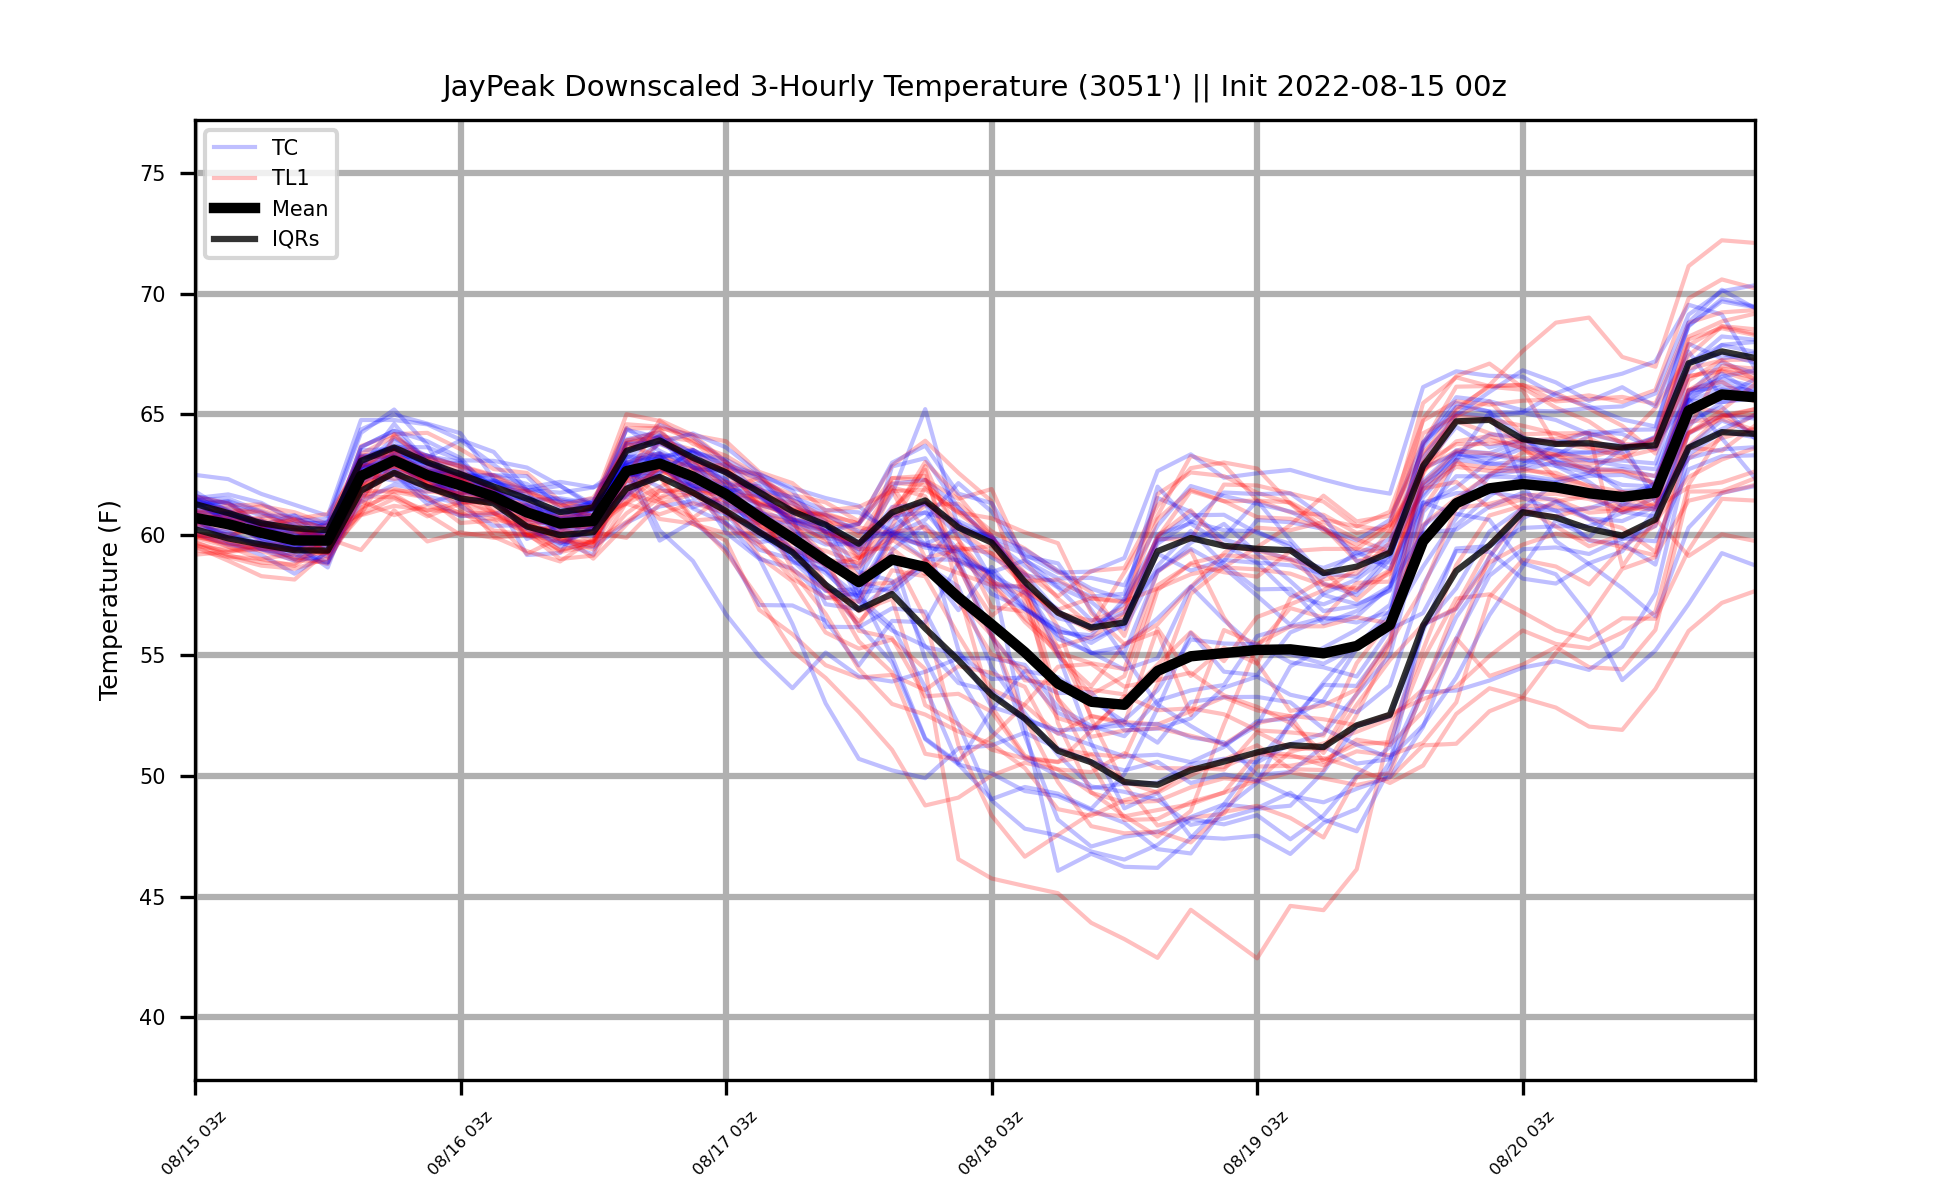 JayPeak Downscaled 3-Hourly Temperature (3051') || Init 2022-08-15 00z
TC
TL1
Mean
IQRs
Temperature (F)
75
70
65
60
55
50
45
40
08/15 03z
08/16 03z
08/17 03z
08/18 03z
08/19 03z
08/20 03z